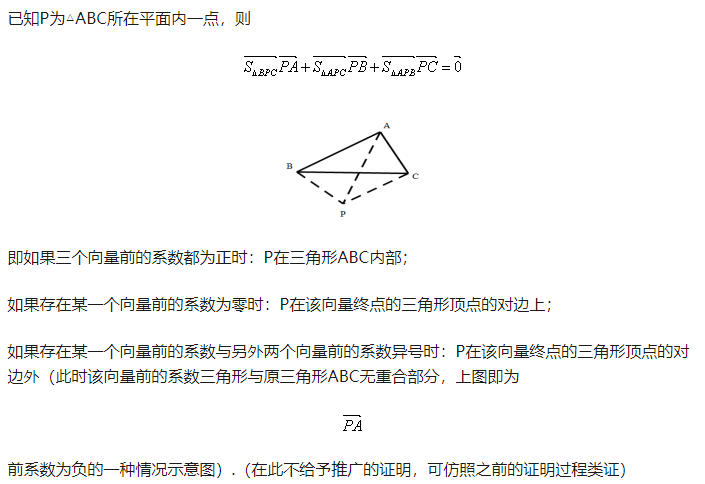 已知P为△ABC所在平面内一点，则
$\overrightarrow{S_{\triangle BPC}}\overrightarrow{PA}+\overrightarrow{S_{\triangle APC}}\overrightarrow{PB}+\overrightarrow{S_{\triangle APB}}\overrightarrow{PC}=\vec{0}$
A
B
C
P
即如果三个向量前的系数都为正时：P在三角形ABC内部；
如果存在某一个向量前的系数为零时：P在该向量终点的三角形顶点的对边上；
如果存在某一个向量前的系数与另外两个向量前的系数异号时：P在该向量终点的三角形顶点的对
边外（此时该向量前的系数三角形与原三角形ABC无重合部分，上图即为
$\overrightarrow{PA}$
前系数为负的一种情况示意图）.（在此不给予推广的证明，可仿照之前的证明过程类证）